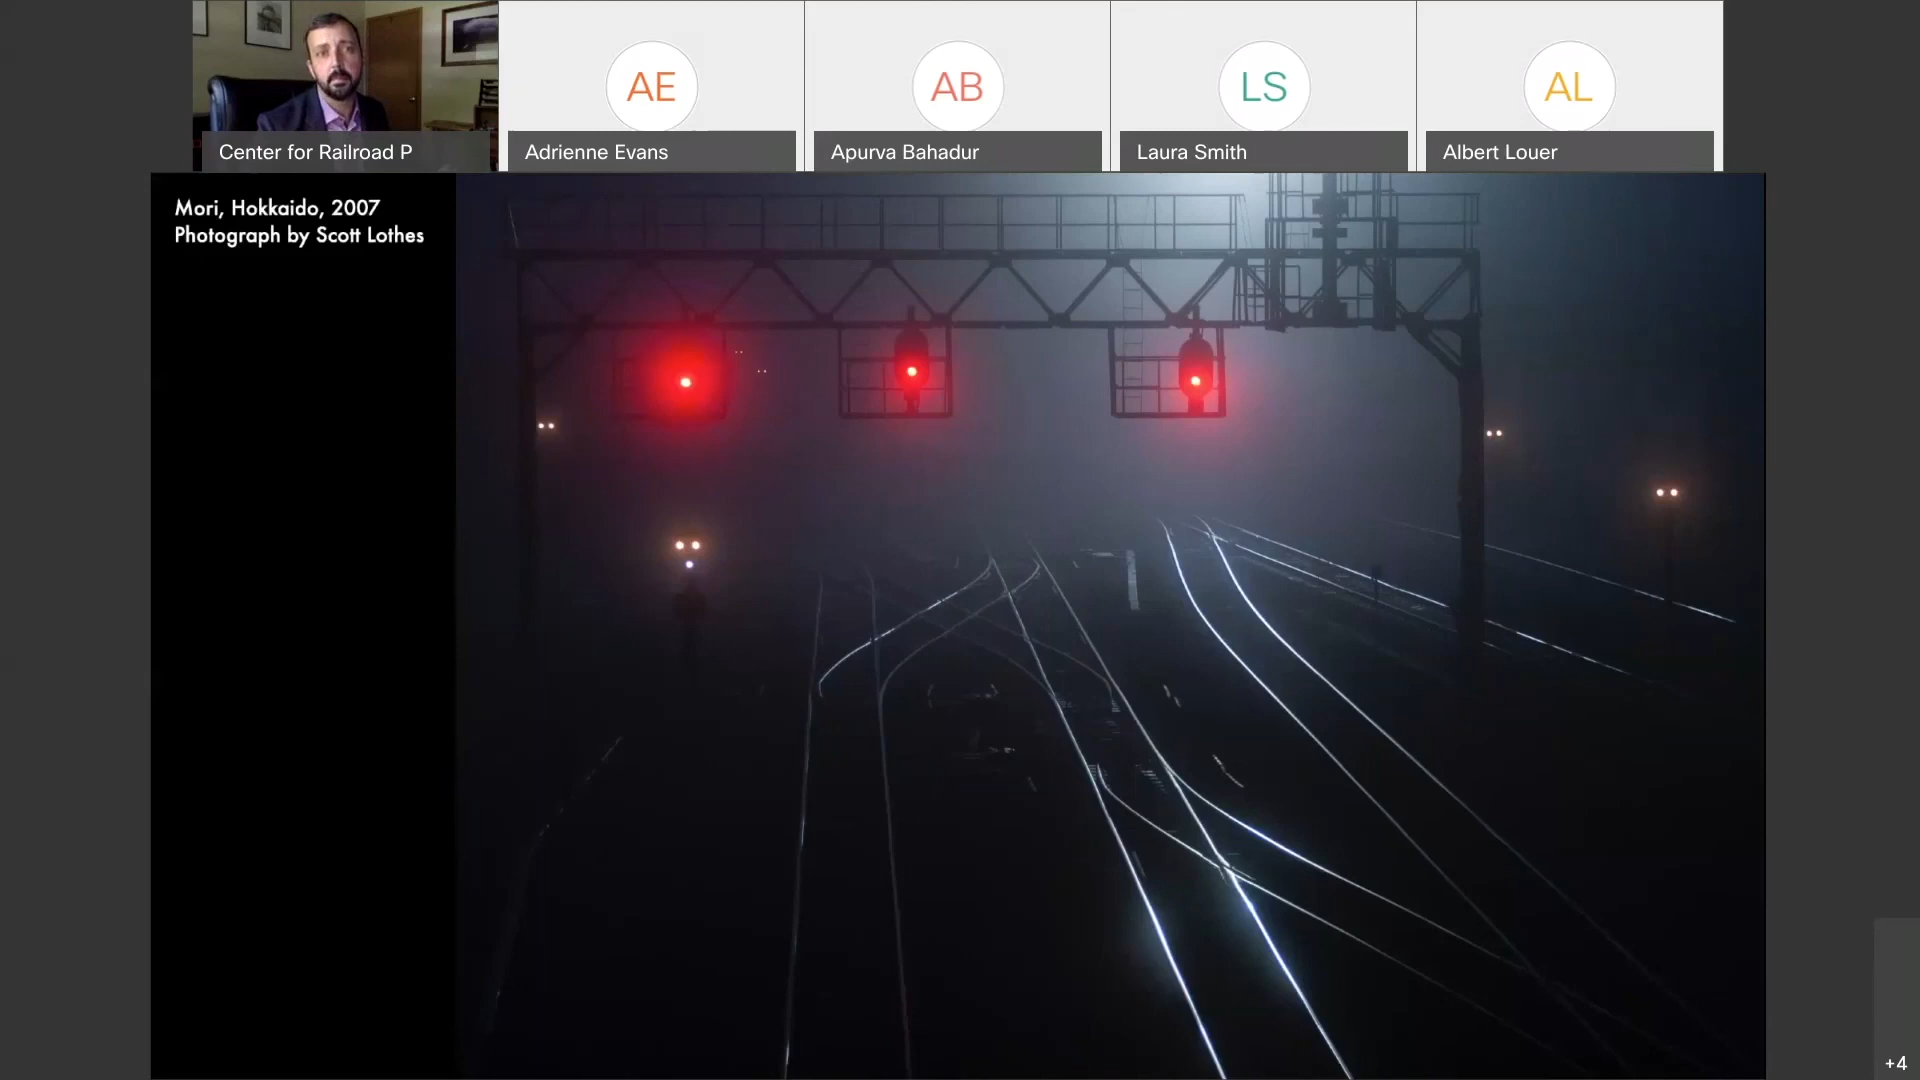 Center for Railroad P
AE
Adrienne Evans
AB
Apurva Bahadur
LS
Laura Smith
AL
Albert Louer
Mori, Hokkaido, 2007
Photograph by Scott Lothes
+4